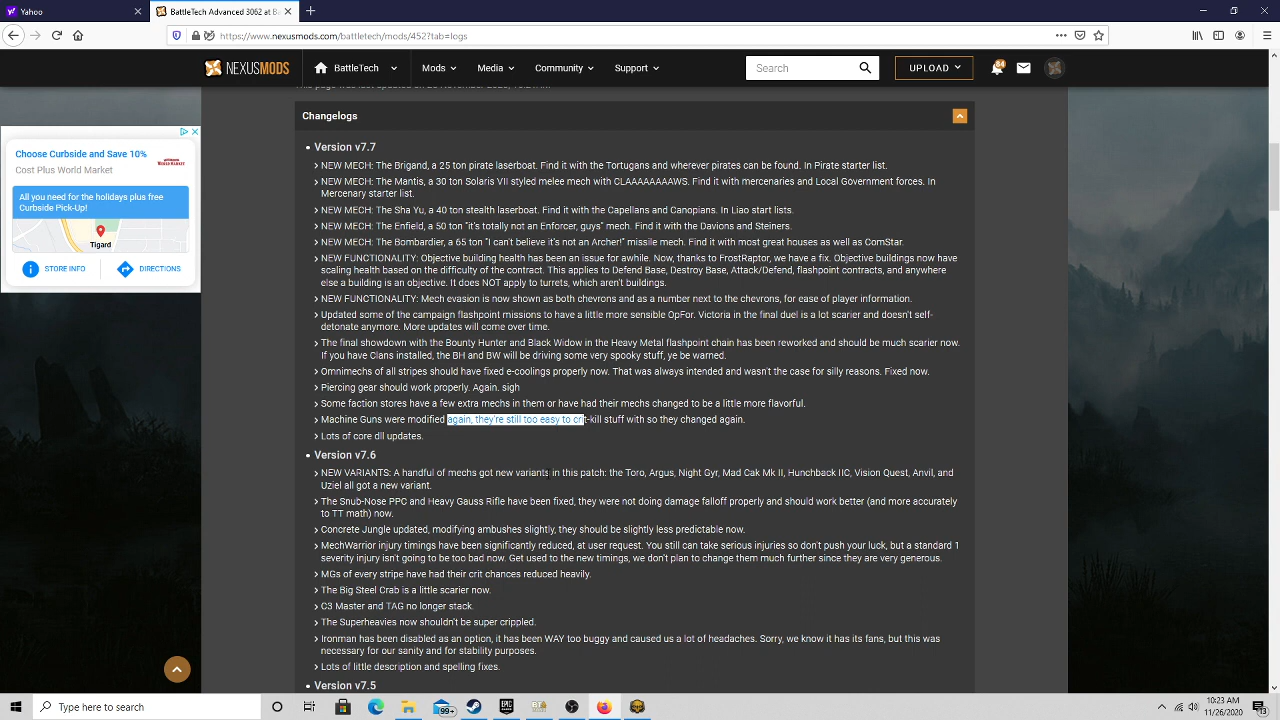 Yahoo
BattleTech Advanced 3062 at Ba
https://www.nexusmods.com/battletech/mods/452?tab=logs
NEXUSMODS
BattleTech
Mods
Media
Community
Support
Search
UPLOAD
84
Changelogs
Version v7.7
NEW MECH: The Brigand, a 25 ton pirate laserboat. Find it with the Tortugans and wherever pirates can be found. In Pirate starter list.
NEW MECH: The Mantis, a 30 ton Solaris VII styled melee mech with CLAAAAAAAWS. Find it with mercenaries and Local Government forces. In
Mercenary starter list.
NEW MECH: The Sha Yu, a 40 ton stealth laserboat. Find it with the Capellans and Canopians. In Liao start lists.
NEW MECH: The Enfield, a 50 ton "it's totally not an Enforcer, guys" mech. Find it with the Davions and Steiners.
NEW MECH: The Bombardier, a 65 ton "I can't believe it's not an Archer!" missile mech. Find it with most great houses as well as ComStar.
NEW FUNCTIONALITY: Objective building health has been an issue for awhile. Now, thanks to FrostRaptor, we have a fix. Objective buildings now have
scaling health based on the difficulty of the contract. This applies to Defend Base, Destroy Base, Attack/Defend, flashpoint contracts, and anywhere
else a building is an objective. It does NOT apply to turrets, which aren't buildings.
NEW FUNCTIONALITY: Mech evasion is now shown as both chevrons and as a number next to the chevrons, for ease of player information.
Updated some of the campaign flashpoint missions to have a little more sensible OpFor. Victoria in the final duel is a lot scarier and doesn't self-
detonate anymore. More updates will come over time.
The final showdown with the Bounty Hunter and Black Widow in the Heavy Metal flashpoint chain has been reworked and should be much scarier now.
If you have Clans installed, the BH and BW will be driving some very spooky stuff, ye be warned.
Omnimechs of all stripes should have fixed e-coolings properly now. That was always intended and wasn't the case for silly reasons. Fixed now.
Piercing gear should work properly. Again. sigh
Some faction stores have a few extra mechs in them or have had their mechs changed to be a little more flavorful.
Machine Guns were modified again, they're still too easy to crit-kill stuff with so they changed again.
Lots of core dll updates.
Version v7.6
NEW VARIANTS: A handful of mechs got new variants in this patch: the Toro, Argus, Night Gyr, Mad Cak Mk II, Hunchback IIC, Vision Quest, Anvil, and
Uziel all got a new variant.
The Snub-Nose PPC and Heavy Gauss Rifle have been fixed, they were not doing damage falloff properly and should work better (and more accurately
to TT math) now.
Concrete Jungle updated, modifying ambushes slightly, they should be slightly less predictable now.
MechWarrior injury timings have been significantly reduced, at user request. You still can take serious injuries so don't push your luck, but a standard 1
severity injury isn't going to be too bad now. Get used to the new timings, we don't plan to change them much further since they are very generous.
MGs of every stripe have had their crit chances reduced heavily.
The Big Steel Crab is a little scarier now.
C3 Master and TAG no longer stack.
The Superheavies now shouldn't be super crippled.
Ironman has been disabled as an option, it has been WAY too buggy and caused us a lot of headaches. Sorry, we know it has its fans, but this was
necessary for our sanity and for stability purposes.
Lots of little description and spelling fixes.
Version v7.5
Choose Curbside and Save 10%
Cost Plus World Market
WORLD MARKET
All you need for the holidays plus free
Curbside Pick-Up!
Tigard
STORE INFO
DIRECTIONS
Type here to search
99+
10:23 AM
11/26/2020
13